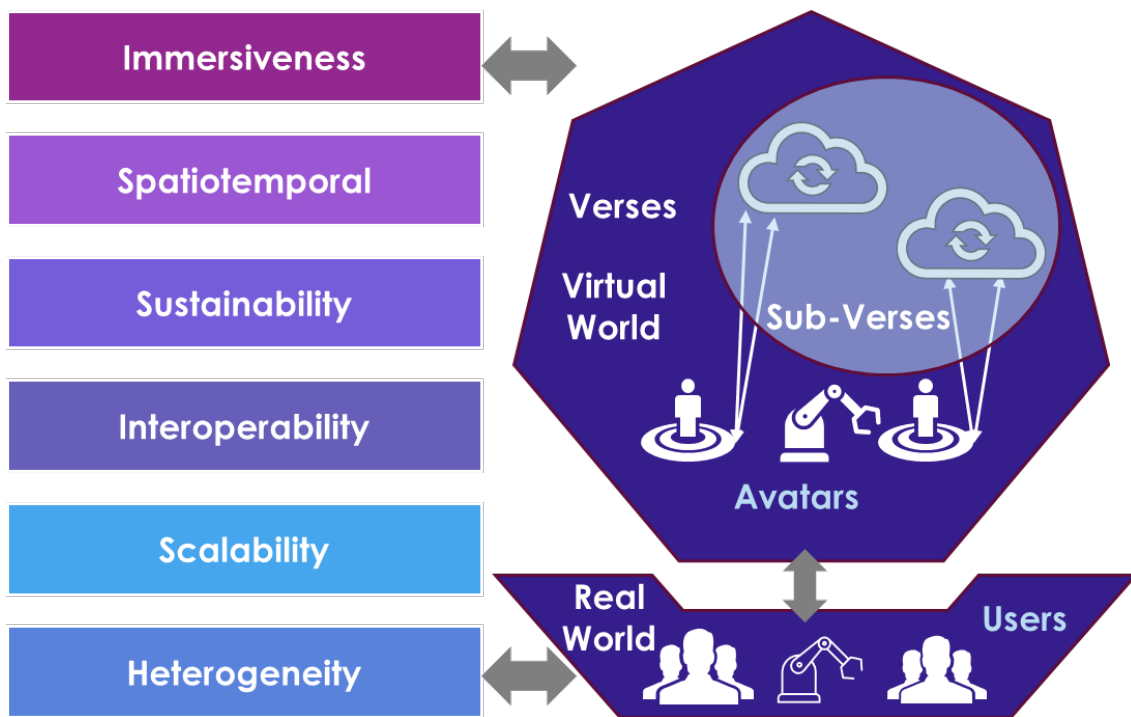 Immersiveness
Spatiotemporal
Sustainability
Interoperability
Scalability
Heterogeneity
Verses
Virtual
World
Sub-Verses
Avatars
Real
World
Users